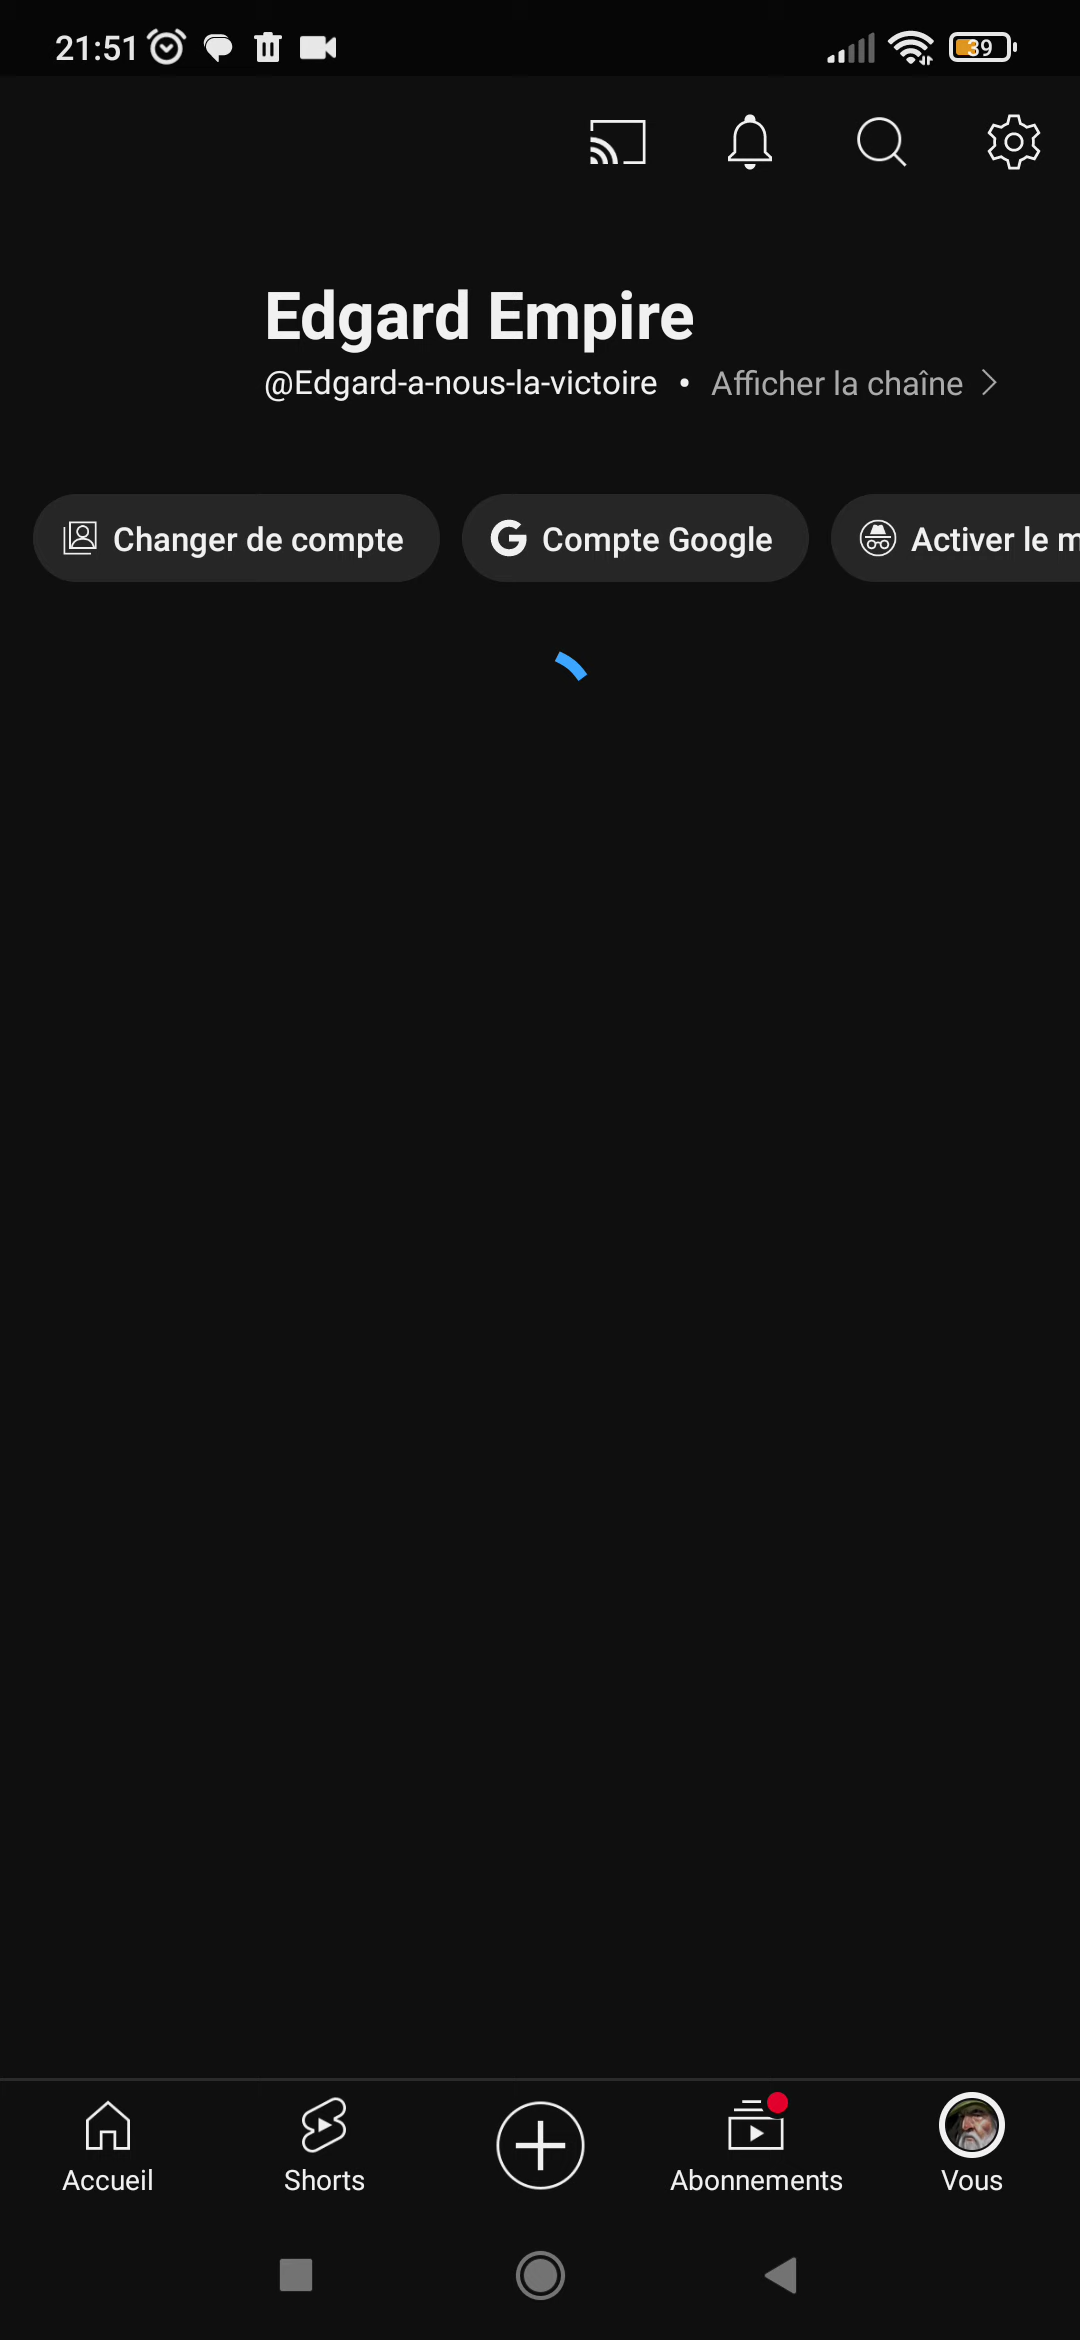 21:51
39
Edgard Empire
@Edgard-a-nous-la-victoire • Afficher la chaîne
Changer de compte
Compte Google
Activer le m
Accueil
Shorts
Abonnements
Vous